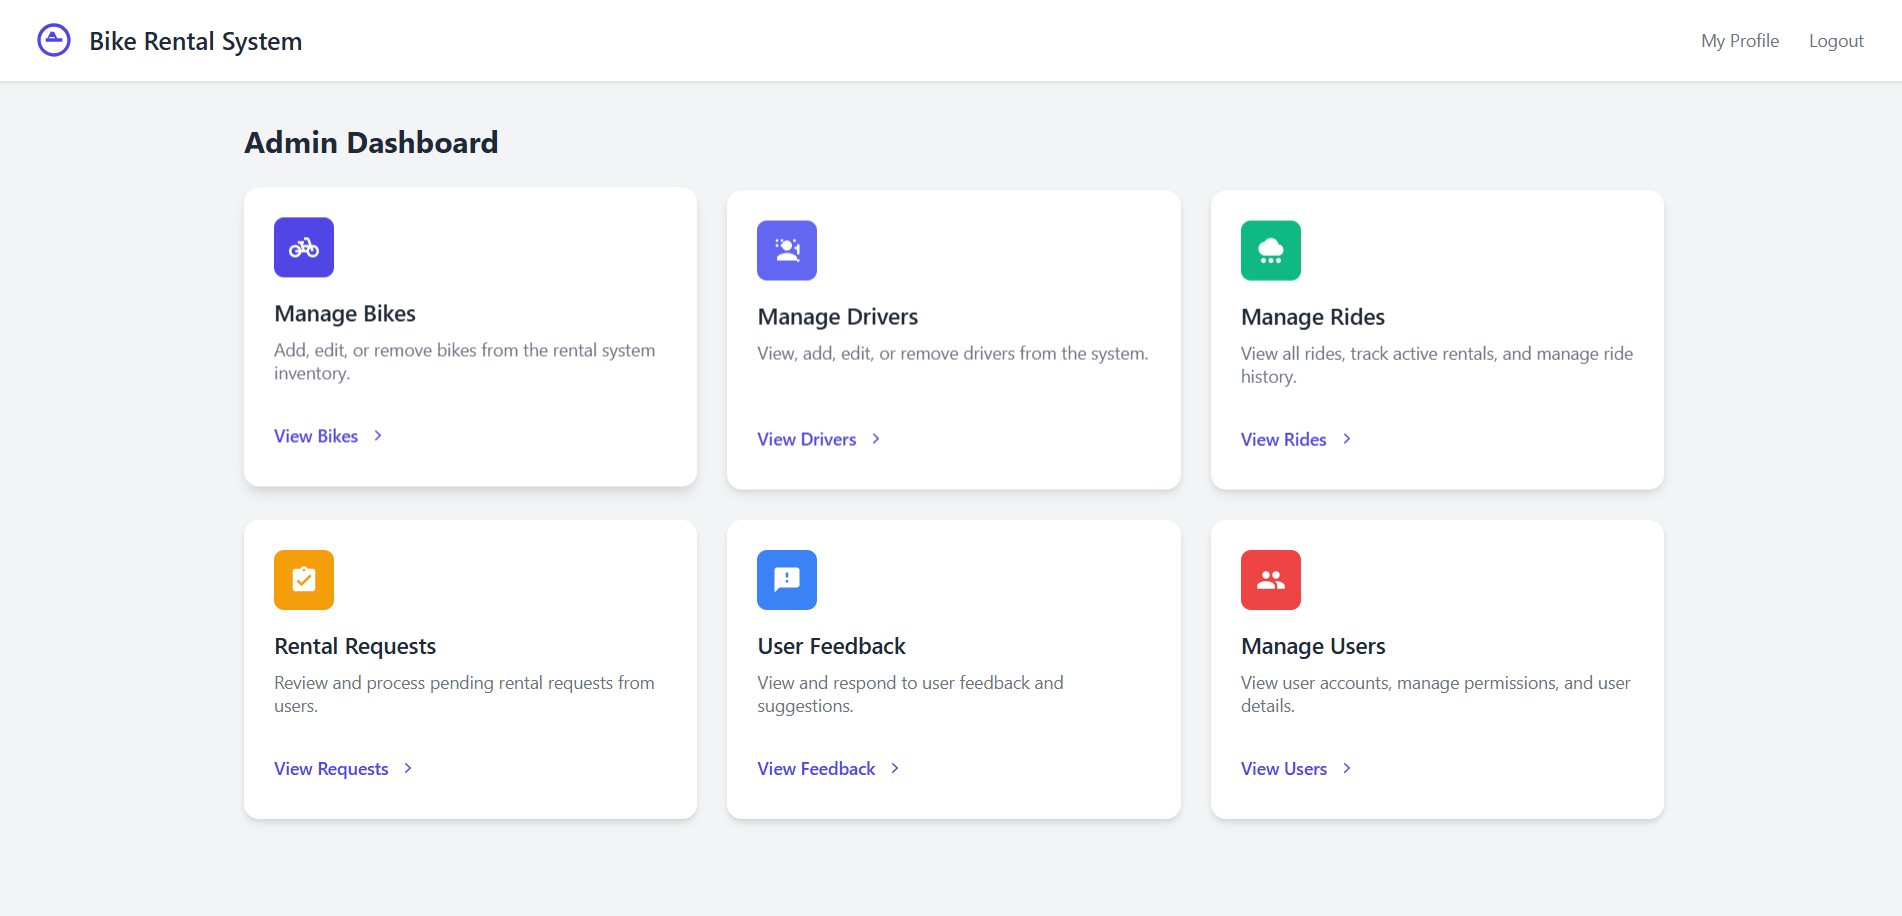 Bike Rental System
My Profile
Logout
Admin Dashboard
Manage Bikes
Add, edit, or remove bikes from the rental system
inventory.
View Bikes
Manage Drivers
View, add, edit, or remove drivers from the system.
View Drivers
Manage Rides
View all rides, track active rentals, and manage ride
history.
View Rides
Rental Requests
Review and process pending rental requests from
users.
View Requests
User Feedback
View and respond to user feedback and
suggestions.
View Feedback
Manage Users
View user accounts, manage permissions, and user
details.
View Users